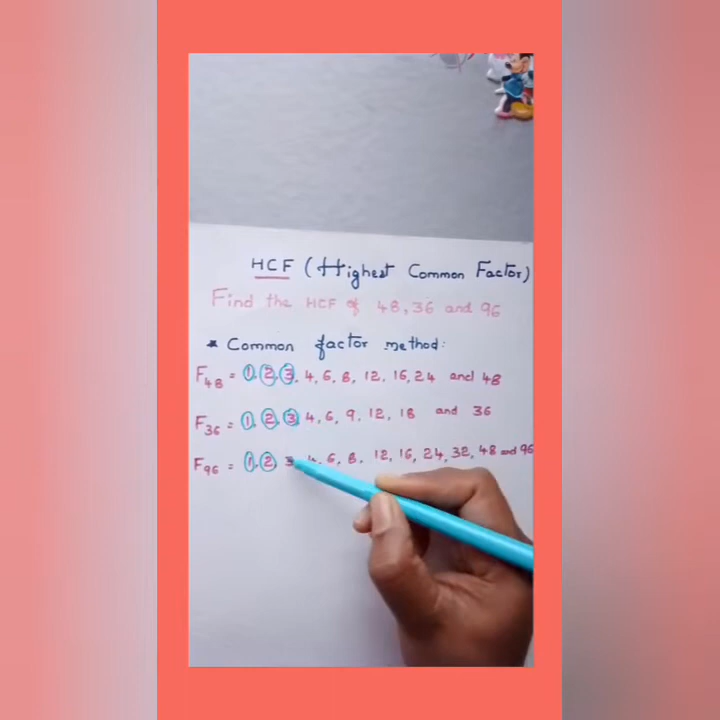 HCF (Highest Common Factor)
Find the HCF of 48, 36 and 96
* Common factor method:
F48 = 1, 2, 3, 4, 6, 8, 12, 16, 24 and 48
F36 = 1, 2, 3, 4, 6, 9, 12, 18 and 36
F96 = 1, 2, 3, 4, 6, 8, 12, 16, 24, 32, 48 and 96